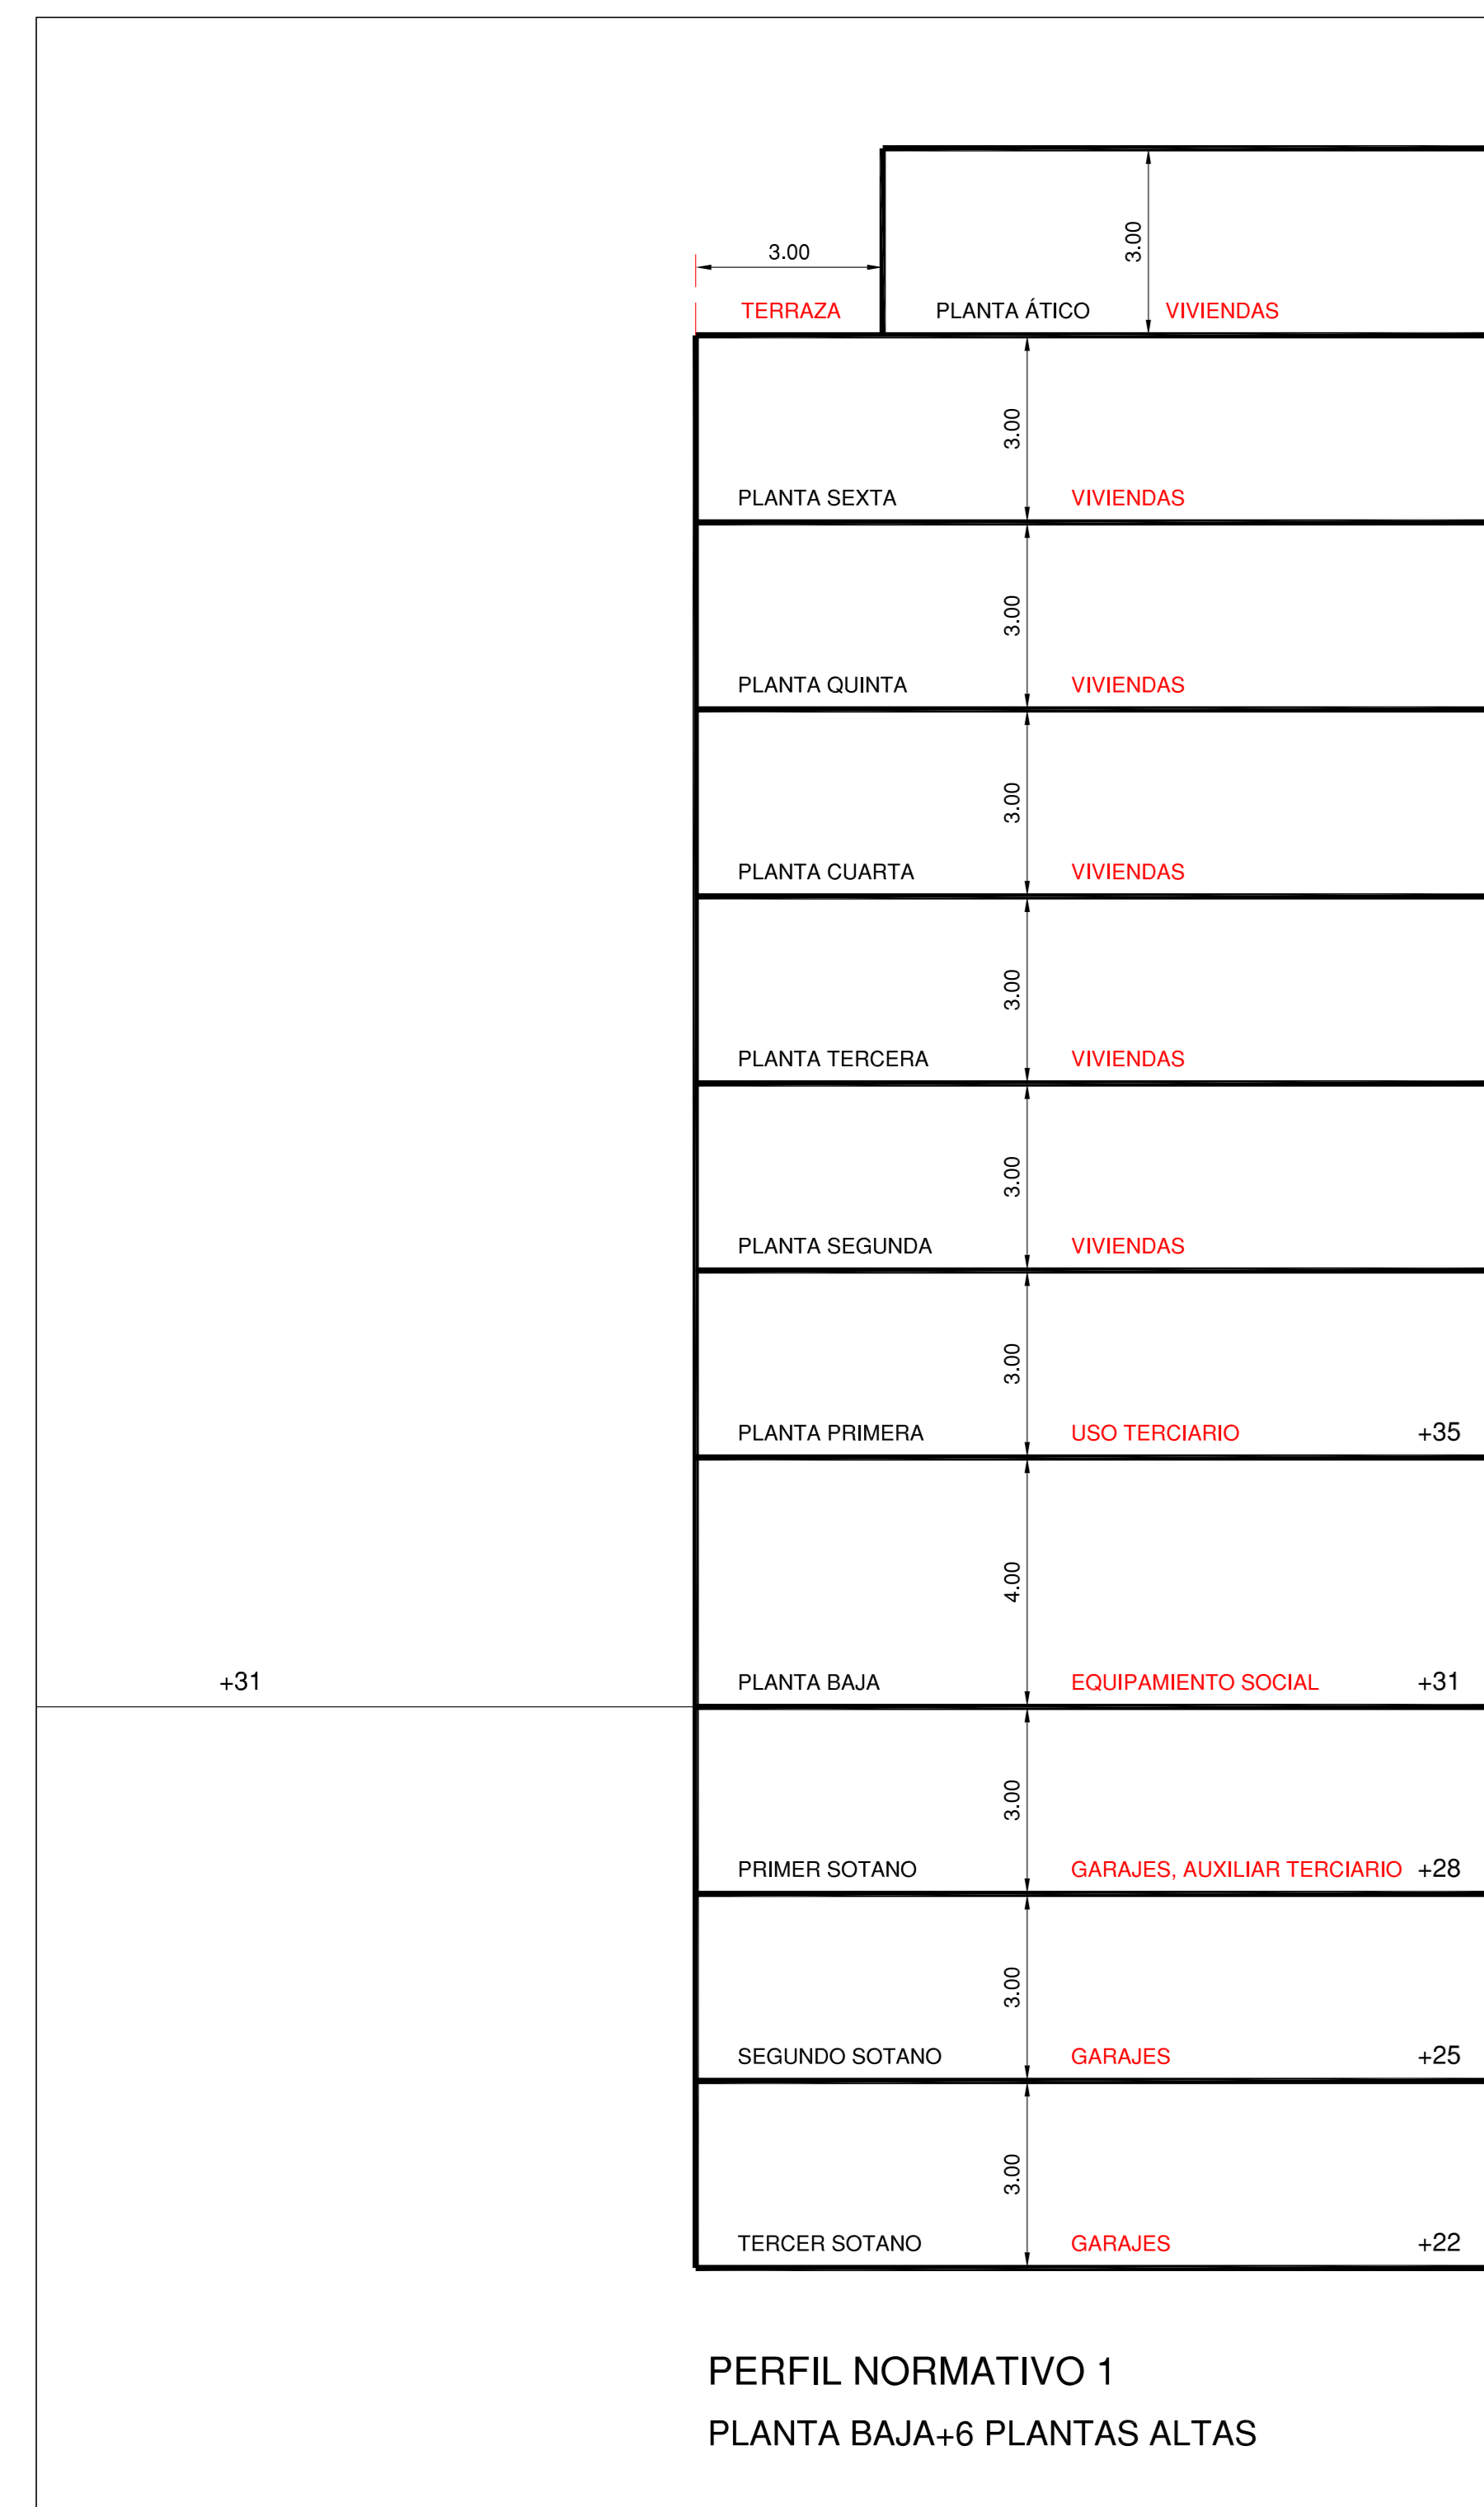 3.00
3.00
TERRAZA PLANTA ÁTICO VIVIENDAS
3.00
PLANTA SEXTA VIVIENDAS
3.00
PLANTA QUINTA VIVIENDAS
3.00
PLANTA CUARTA VIVIENDAS
3.00
PLANTA TERCERA VIVIENDAS
3.00
PLANTA SEGUNDA VIVIENDAS
3.00
PLANTA PRIMERA USO TERCIARIO +35
4.00
+31 PLANTA BAJA EQUIPAMIENTO SOCIAL +31
3.00
PRIMER SOTANO GARAJES, AUXILIAR TERCIARIO +28
3.00
SEGUNDO SOTANO GARAJES +25
3.00
TERCER SOTANO GARAJES +22
PERFIL NORMATIVO 1
PLANTA BAJA+6 PLANTAS ALTAS